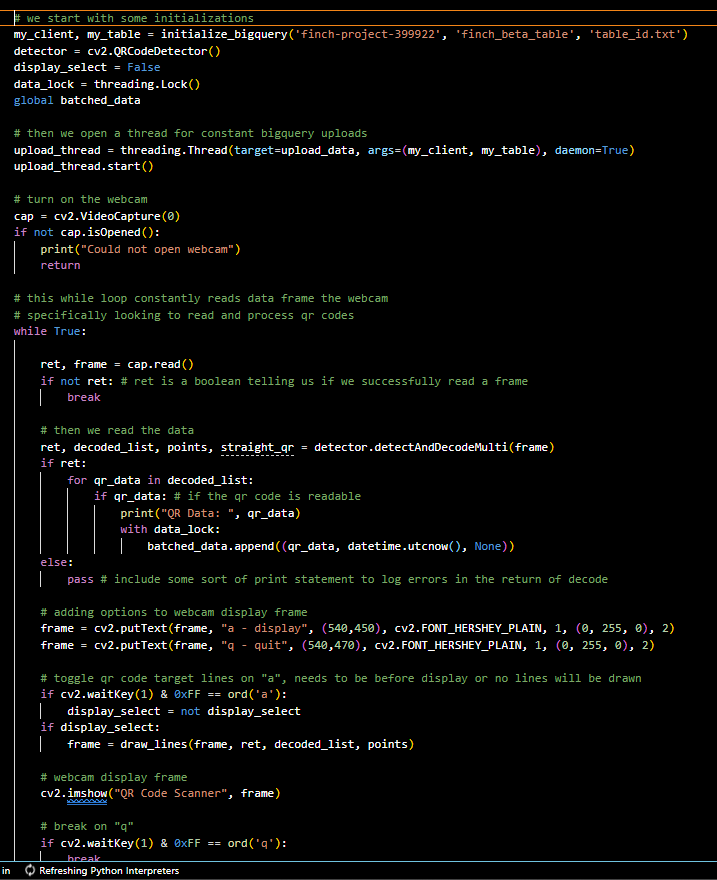 # we start with some initializations
my_client, my_table = initialize_bigquery('finch-project-399922', 'finch_beta_table', 'table_id.txt')
detector = cv2.QRCodeDetector()
display_select = False
data_lock = threading.Lock()
global batched_data

# then we open a thread for constant bigquery uploads
upload_thread = threading.Thread(target=upload_data, args=(my_client, my_table), daemon=True)
upload_thread.start()

# turn on the webcam
cap = cv2.VideoCapture(0)
if not cap.isOpened():
    print("Could not open webcam")
    return

# this while loop constantly reads data frame the webcam
# specifically looking to read and process qr codes
while True:

    ret, frame = cap.read()
    if not ret: # ret is a boolean telling us if we successfully read a frame
        break

    # then we read the data
    ret, decoded_list, points, straight_qr = detector.detectAndDecodeMulti(frame)
    if ret:
        for qr_data in decoded_list:
            if qr_data: # if the qr code is readable
                print("QR Data: ", qr_data)
                with data_lock:
                    batched_data.append((qr_data, datetime.utcnow(), None))
    else:
        pass # include some sort of print statement to log errors in the return of decode

    # adding options to webcam display frame
    frame = cv2.putText(frame, "a - display", (540,450), cv2.FONT_HERSHEY_PLAIN, 1, (0, 255, 0), 2)
    frame = cv2.putText(frame, "q - quit", (540,470), cv2.FONT_HERSHEY_PLAIN, 1, (0, 255, 0), 2)

    # toggle qr code target lines on "a", needs to be before display or no lines will be drawn
    if cv2.waitKey(1) & 0xFF == ord('a'):
        display_select = not display_select
    if display_select:
        frame = draw_lines(frame, ret, decoded_list, points)

    # webcam display frame
    cv2.imshow("QR Code Scanner", frame)

    # break on "q"
    if cv2.waitKey(1) & 0xFF == ord('q'):
        break
in Refreshing Python Interpreters